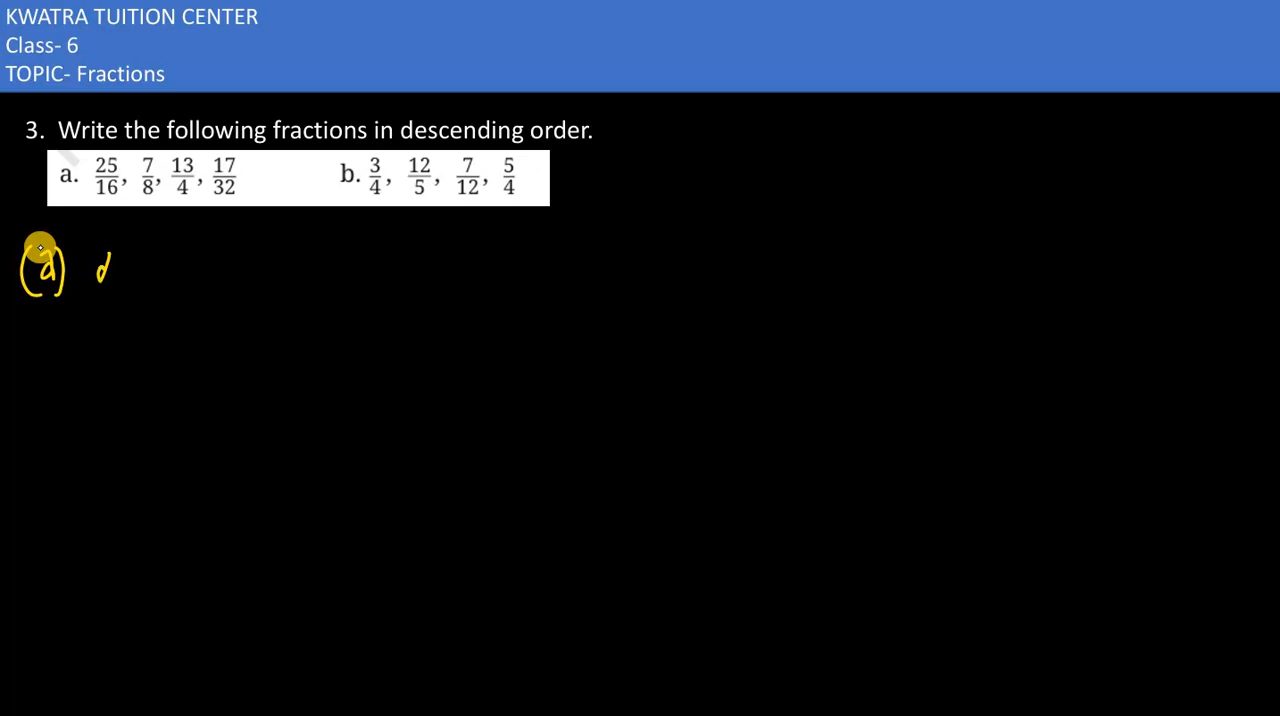 KWATRA TUITION CENTER
Class- 6
TOPIC- Fractions
3. Write the following fractions in descending order.
a. 25/16, 7/8, 13/4, 17/32 b. 3/4, 12/5, 7/12, 5/4
(a) d